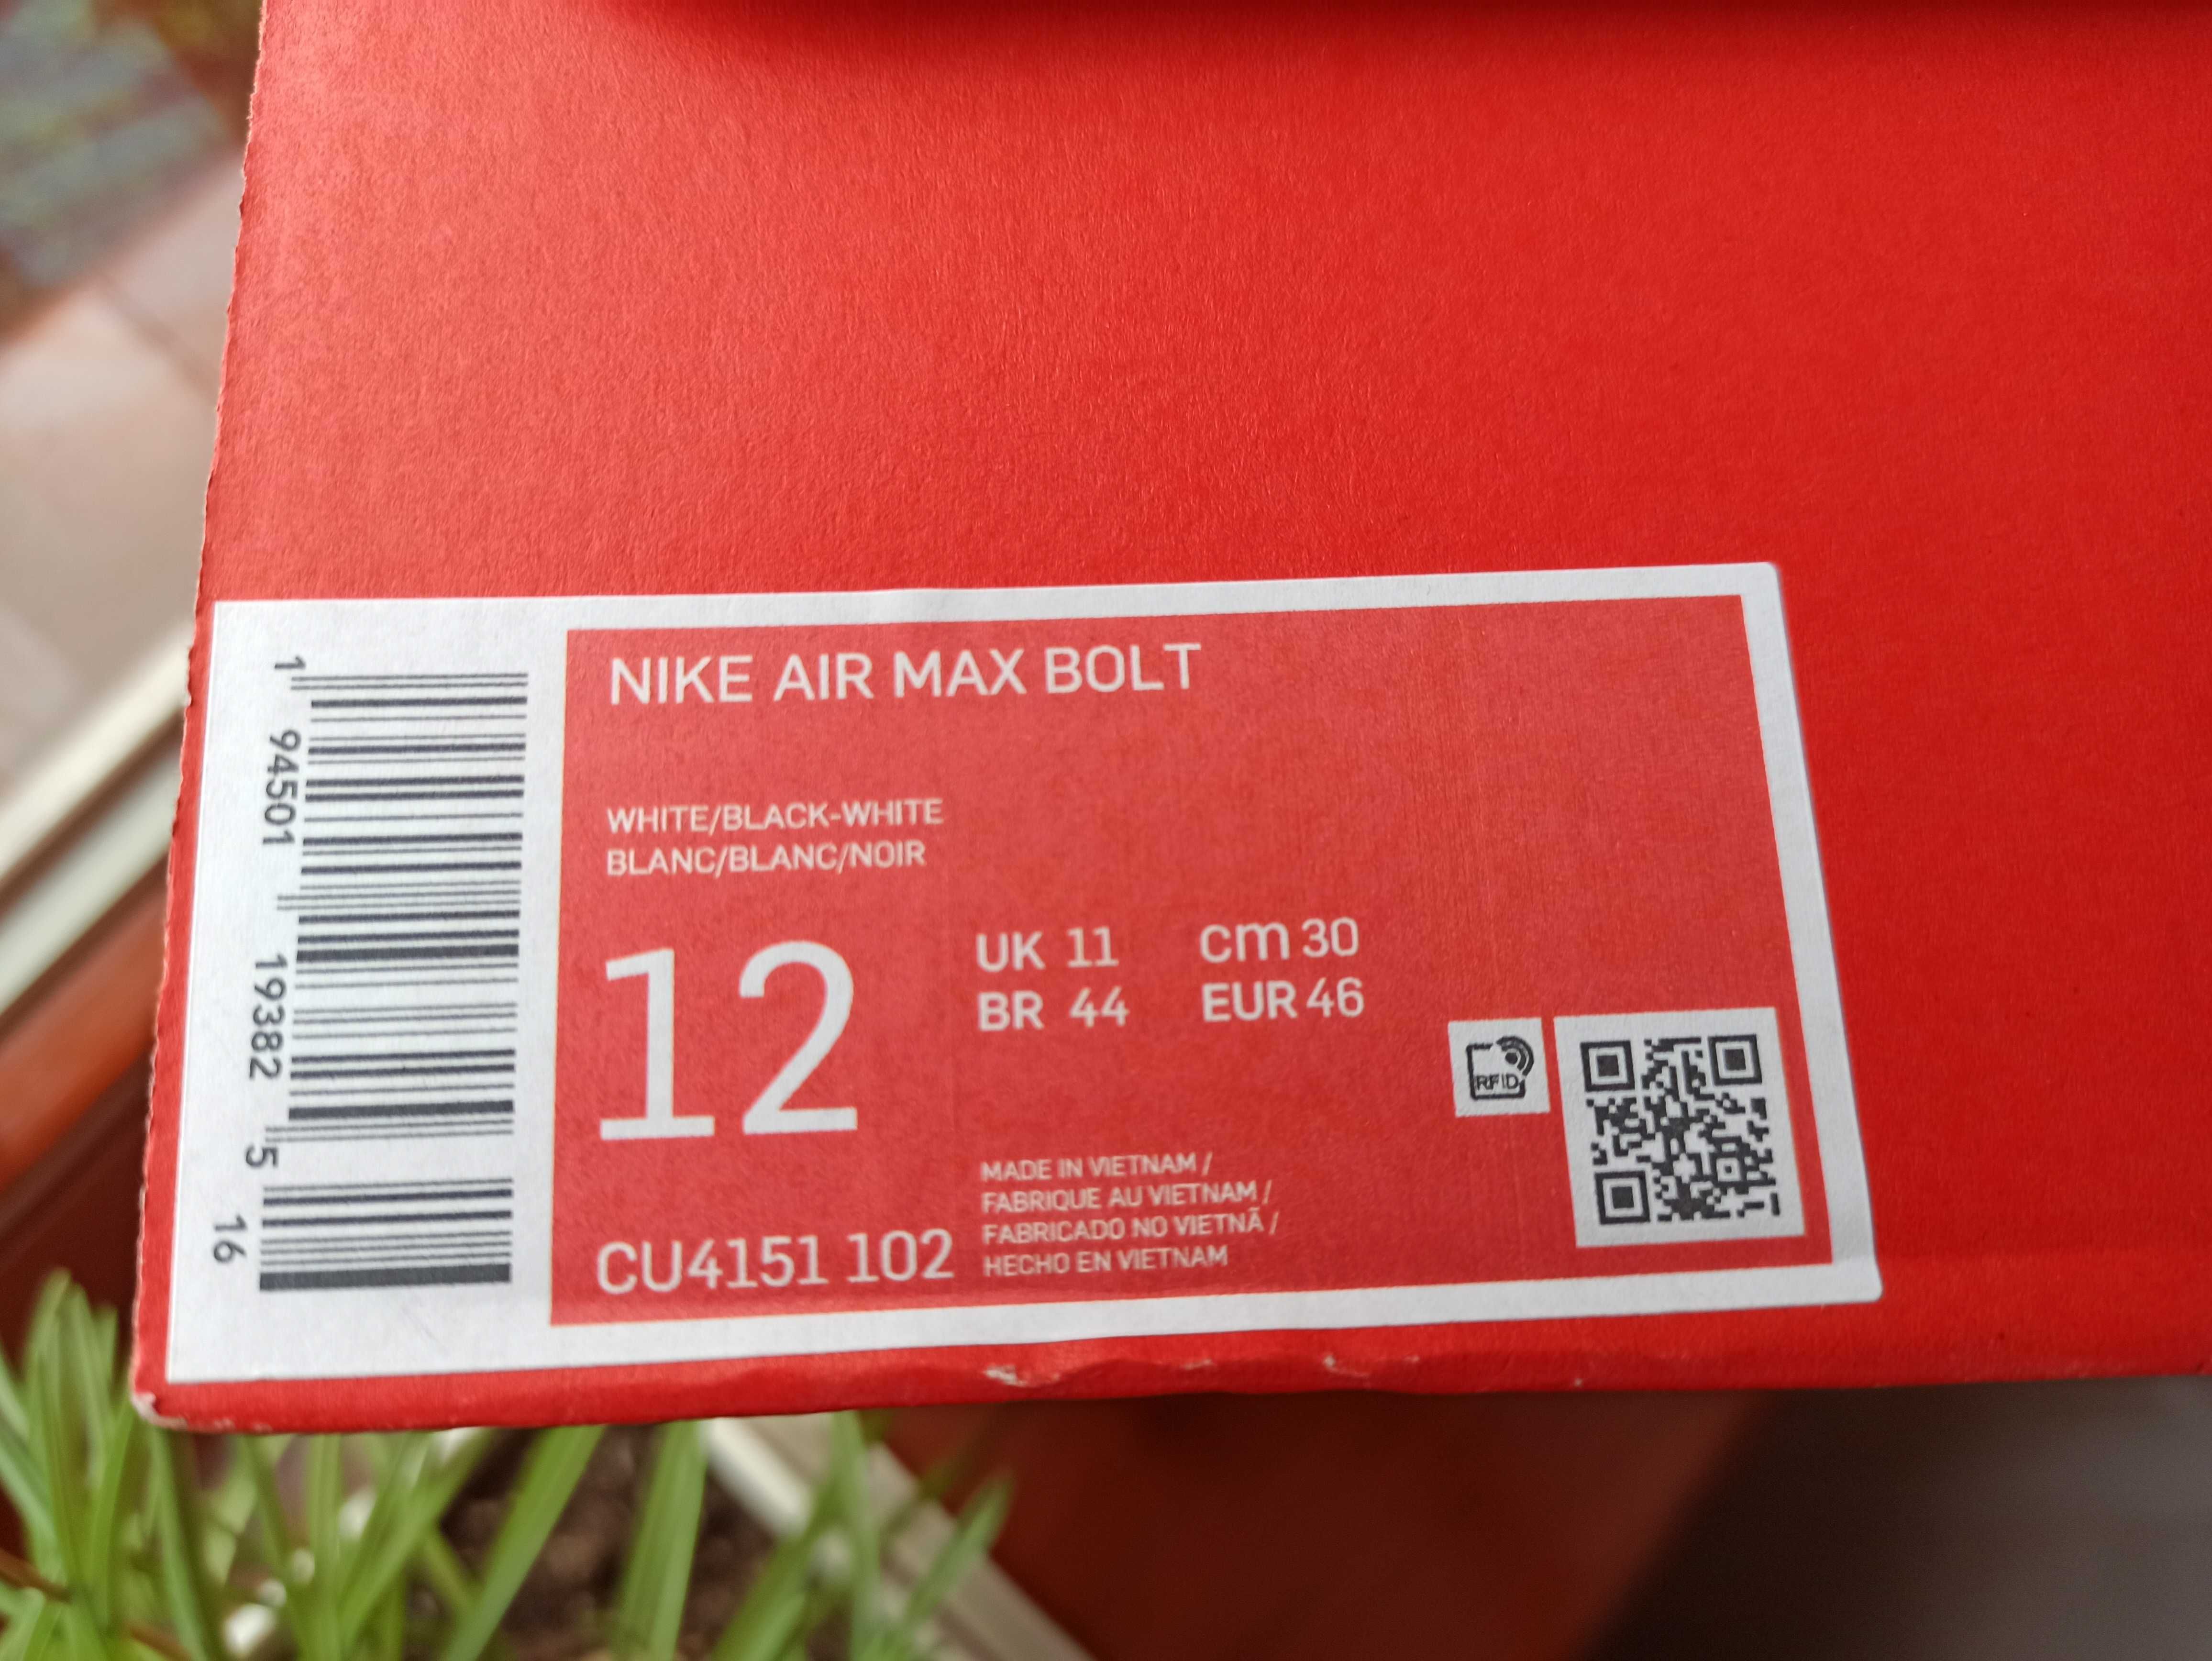 NIKE AIR MAX BOLT
WHITE/BLACK-WHITE
BLANC/BLANC/NOIR
12
UK 11 cm 30
BR 44 EUR 46
RFID
MADE IN VIETNAM /
FABRIQUE AU VIETNAM /
FABRICADO NO VIETNÃ /
HECHO EN VIETNAM
CU4151 102
1 94501 19382 5 16